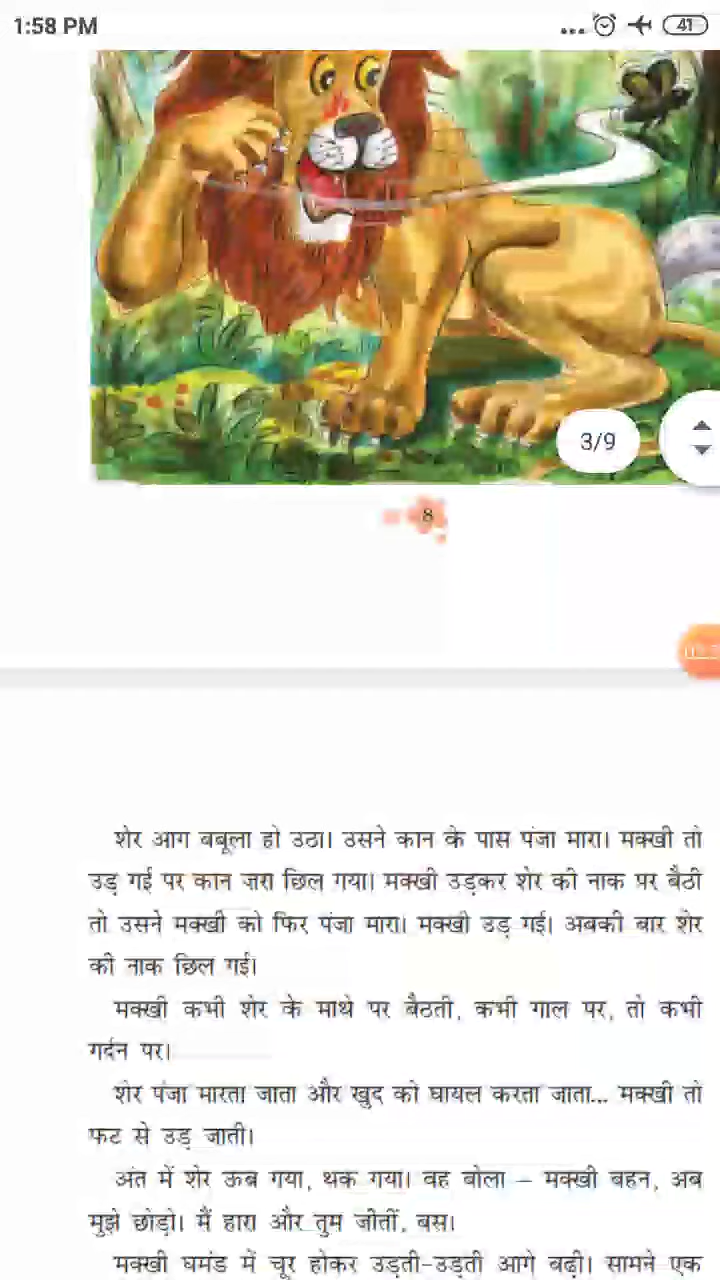 1:58 PM
41
3/9
8
शेर आग बबूला हो उठा। उसने कान के पास पंजा मारा। मक्खी तो
उड़ गई पर कान ज़रा छिल गया। मक्खी उड़कर शेर की नाक पर बैठी
तो उसने मक्खी को फिर पंजा मारा। मक्खी उड़ गई। अबकी बार शेर
की नाक छिल गई।
मक्खी कभी शेर के माथे पर बैठती, कभी गाल पर, तो कभी
गर्दन पर।
शेर पंजा मारता जाता और खुद को घायल करता जाता... मक्खी तो
फट से उड़ जाती।
अंत में शेर ऊब गया, थक गया। वह बोला – मक्खी बहन, अब
मुझे छोड़ो। मैं हारा और तुम जीतीं, बस।
मक्खी घमंड में चूर होकर उड़ती-उड़ती आगे बढ़ी। सामने एक